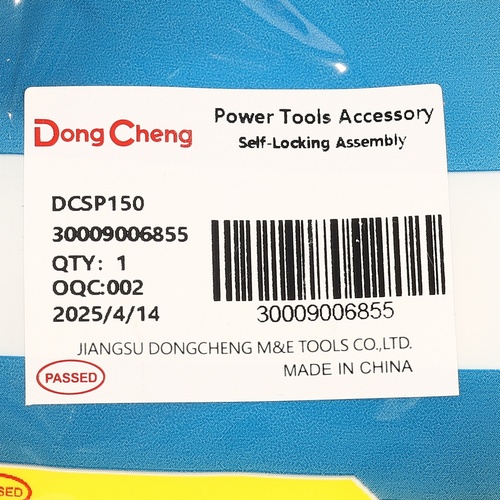 Dong Cheng
Power Tools Accessory
Self-Locking Assembly
DCSP150
30009006855
QTY: 1
OQC:002
2025/4/14
30009006855
JIANGSU DONGCHENG M&E TOOLS CO.,LTD.
PASSED
MADE IN CHINA
SED